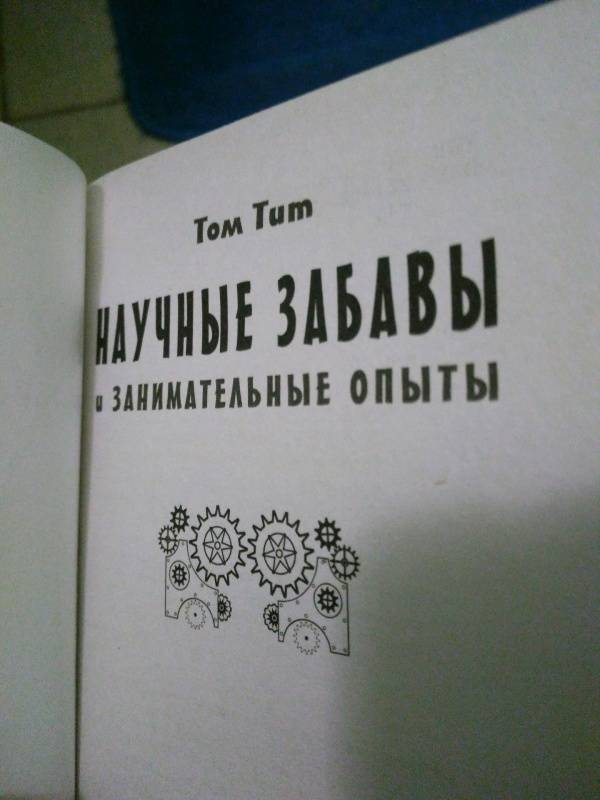 Том Тит
НАУЧНЫЕ ЗАБАВЫ
и ЗАНИМАТЕЛЬНЫЕ ОПЫТЫ